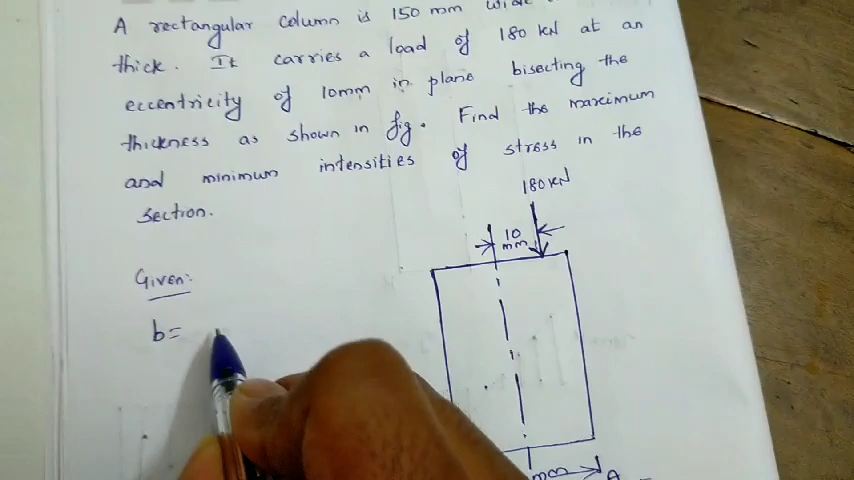 A rectangular column is 150 mm wide
thick. It carries a load of 180 kN at an
eccentricity of 10mm in plane bisecting the
thickness as shown in fig. Find the maximum
and minimum intensities of stress in the
section.
180 kN
10
mm
Given:
b=
mm
A